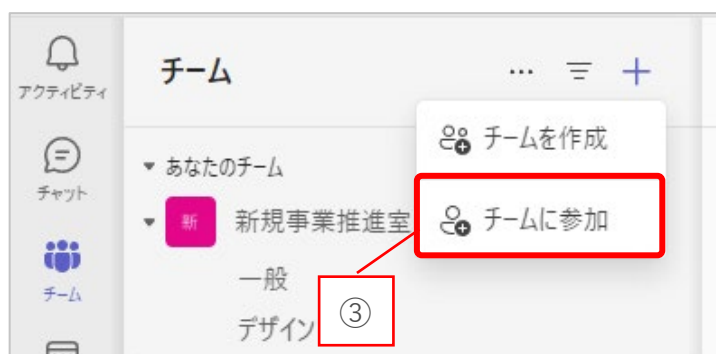 アクティビティ
チャット
チーム
チーム
… 
チームを作成
チームに参加
あなたのチーム
新 新規事業推進室
一般
デザイン
③